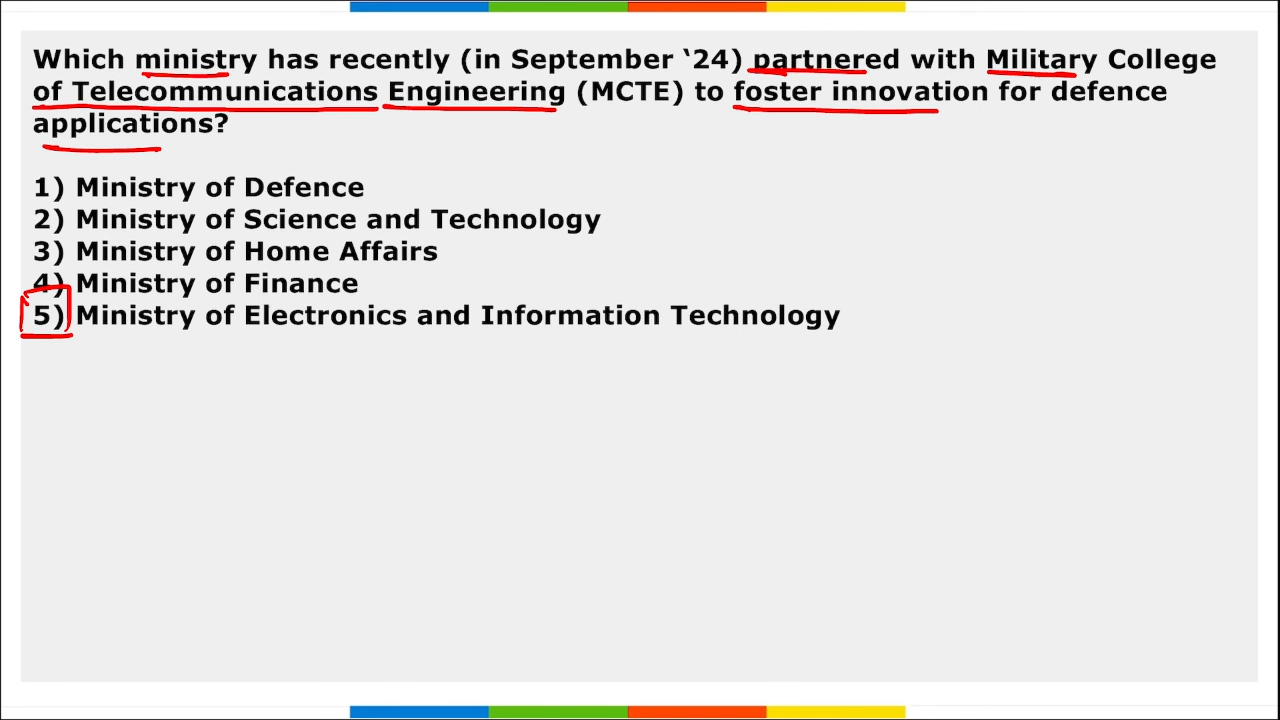 Which ministry has recently (in September ‘24) partnered with Military College
of Telecommunications Engineering (MCTE) to foster innovation for defence
applications?
1) Ministry of Defence
2) Ministry of Science and Technology
3) Ministry of Home Affairs
4) Ministry of Finance
5) Ministry of Electronics and Information Technology